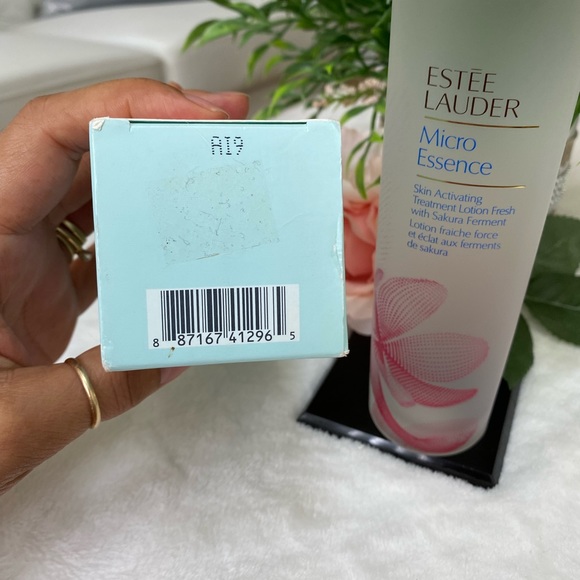 AI9
8 87167 41296 5
ESTĒE
LAUDER
Micro
Essence
Skin Activating
Treatment Lotion Fresh
with Sakura Ferment
Lotion fraîche force
et éclat aux ferments
de sakura